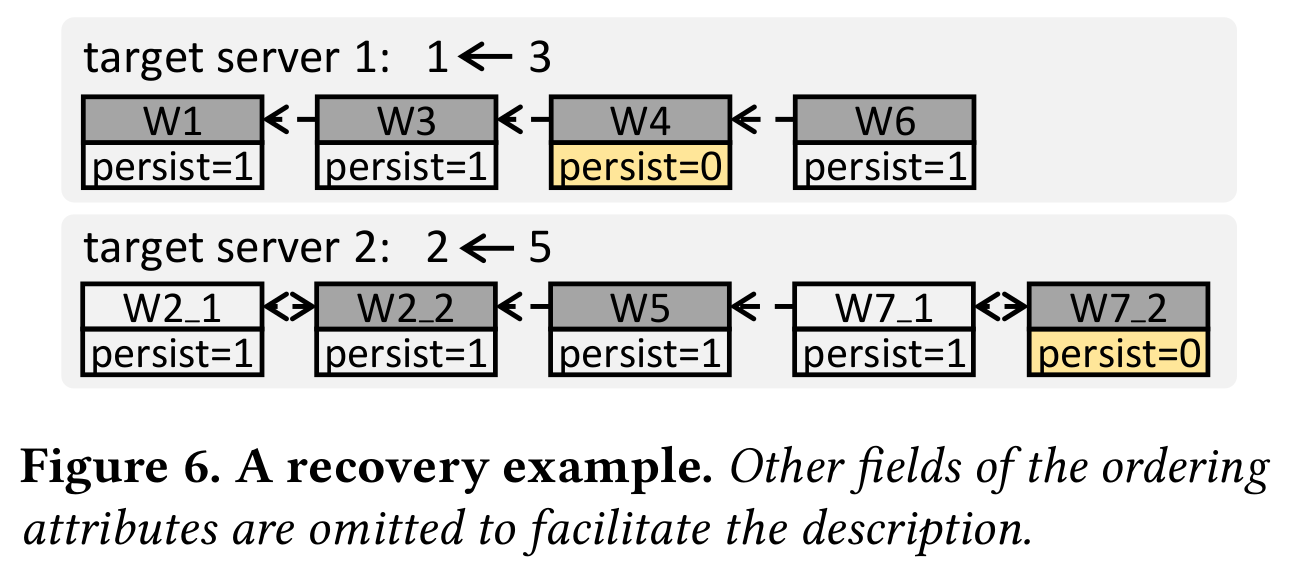 target server 1: 1 ← 3
W1 W3 W4 W6
persist=1 persist=1 persist=0 persist=1
target server 2: 2 ← 5
W2_1 W2_2 W5 W7_1 W7_2
persist=1 persist=1 persist=1 persist=1 persist=0
Figure 6. A recovery example. Other fields of the ordering
attributes are omitted to facilitate the description.